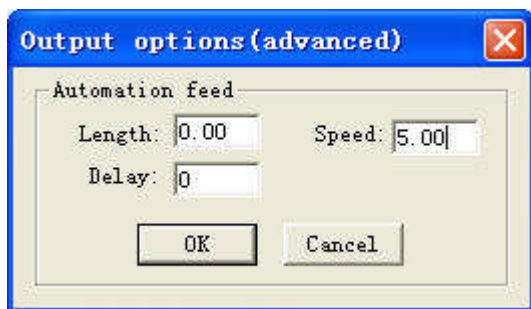 Output options(advanced)
Automation feed
Length: 0.00 Speed: 5.00
Delay: 0
OK Cancel